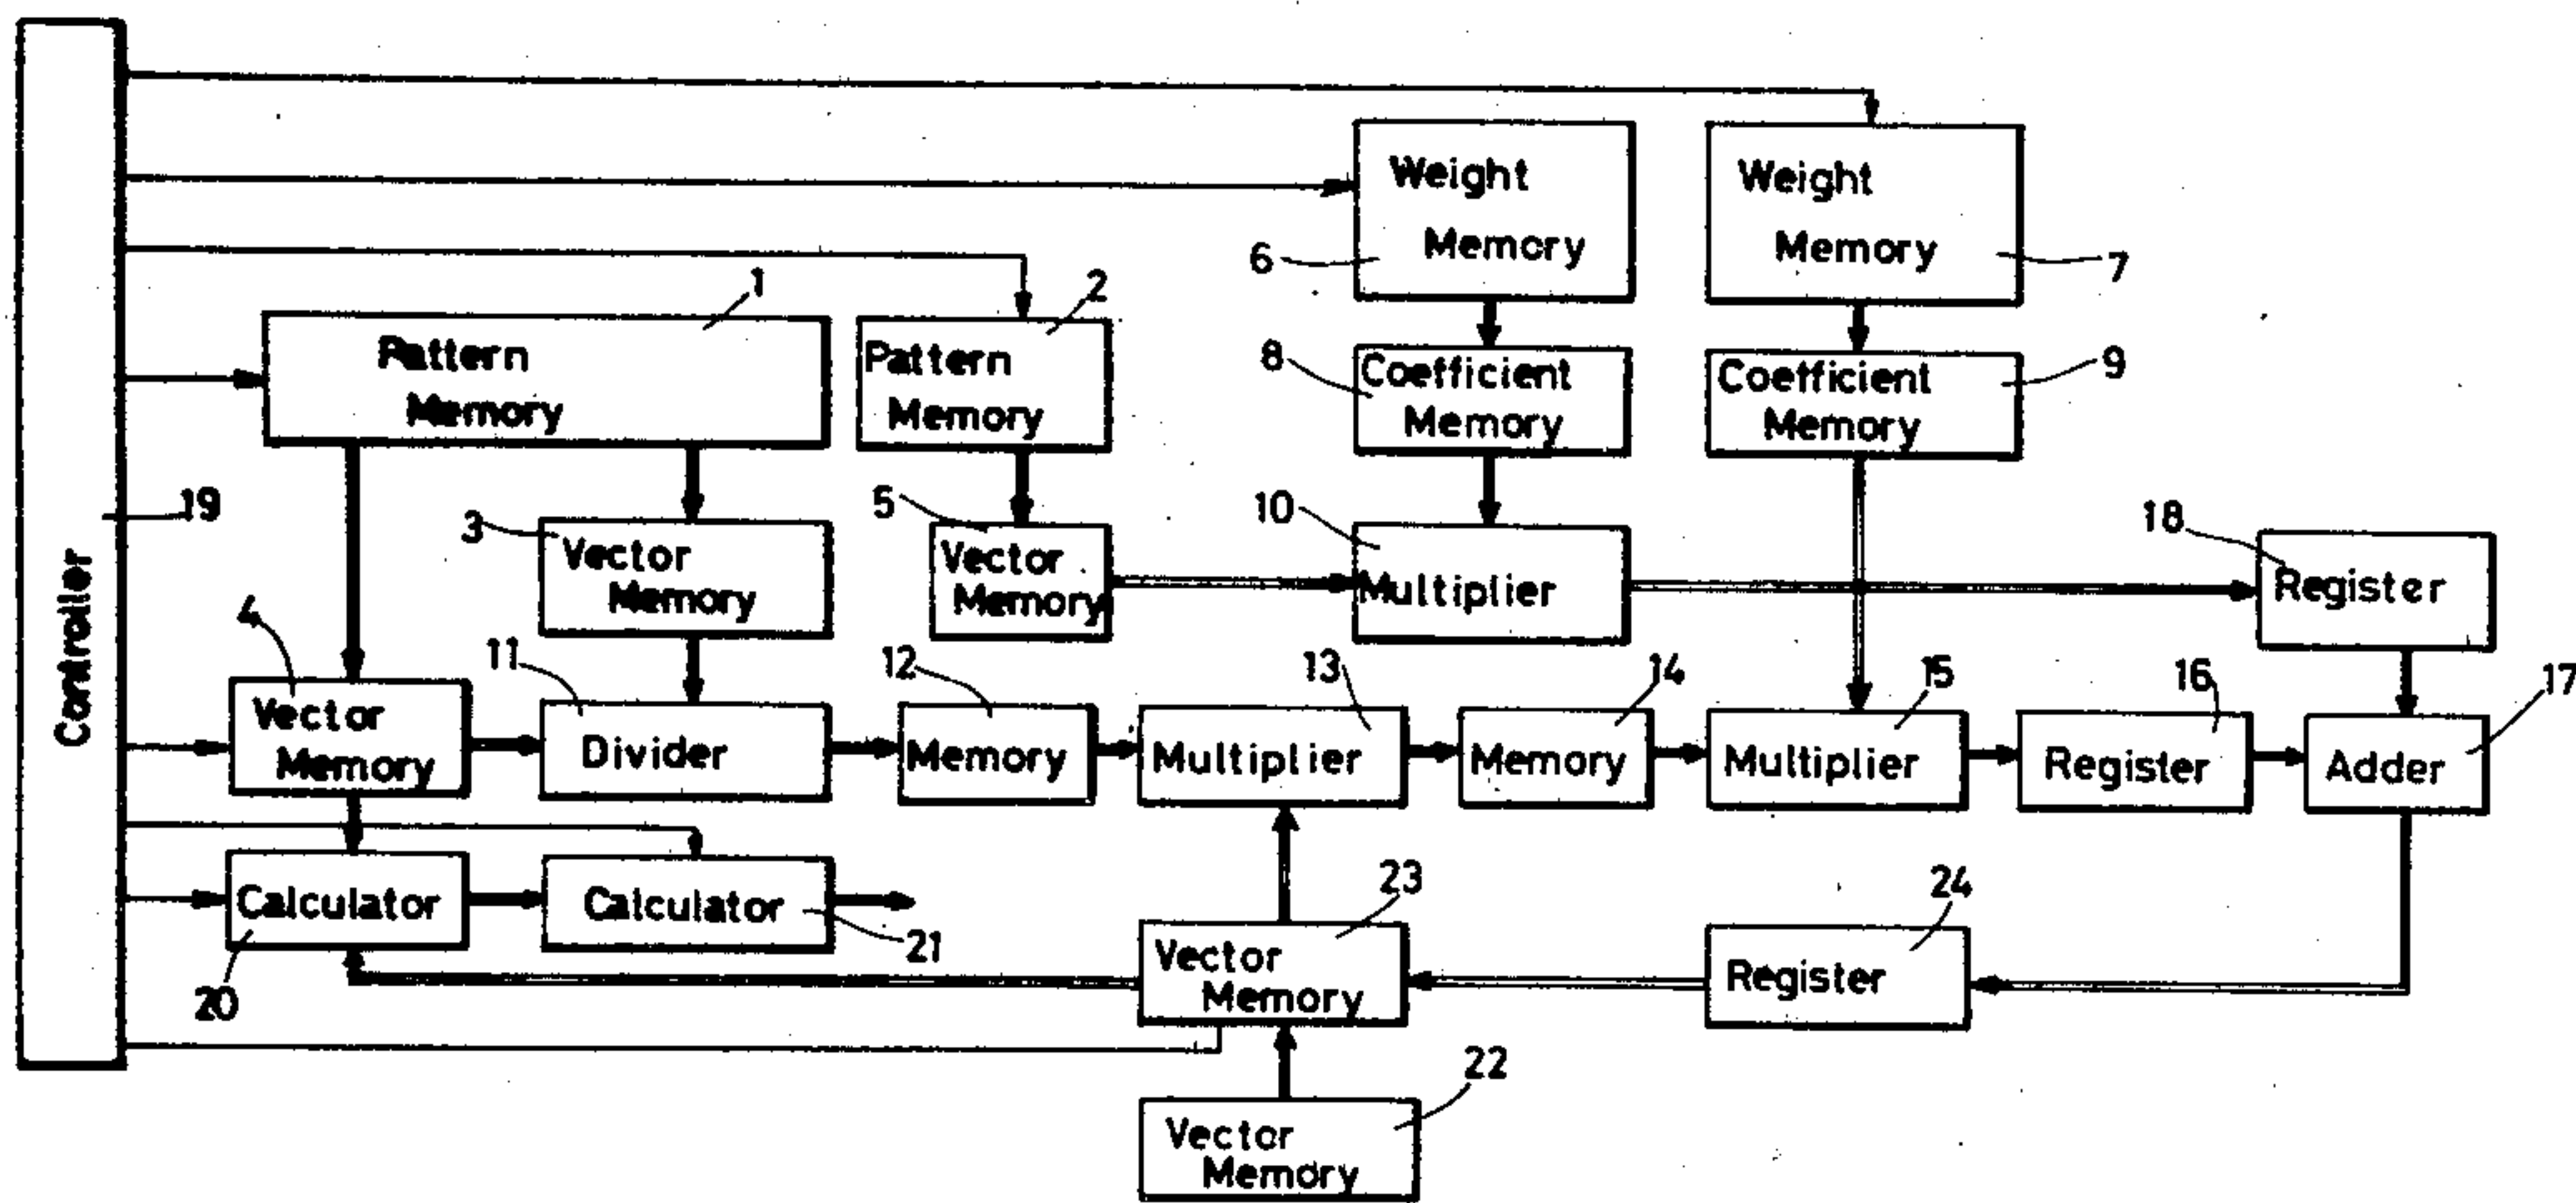 Controller
19
Pattern
Memory
1
Pattern
Memory
2
Weight
Memory
6
Weight
Memory
7
Coefficient
Memory
8
Coefficient
Memory
9
3
Vector
Memory
5
Vector
Memory
10
Multiplier
18
Register
4
Vector
Memory
11
Divider
12
Memory
13
Multiplier
14
Memory
15
Multiplier
16
Register
17
Adder
Calculator
20
Calculator
21
23
Vector
Memory
24
Register
22
Vector
Memory